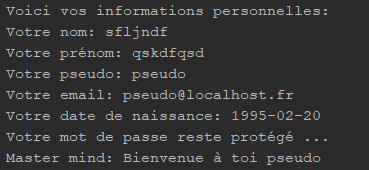 Voici vos informations personnelles:
Votre nom: sfljndf
Votre prénom: qskdfqsd
Votre pseudo: pseudo
Votre email: pseudo@localhost.fr
Votre date de naissance: 1995-02-20
Votre mot de passe reste protégé ...
Master mind: Bienvenue à toi pseudo